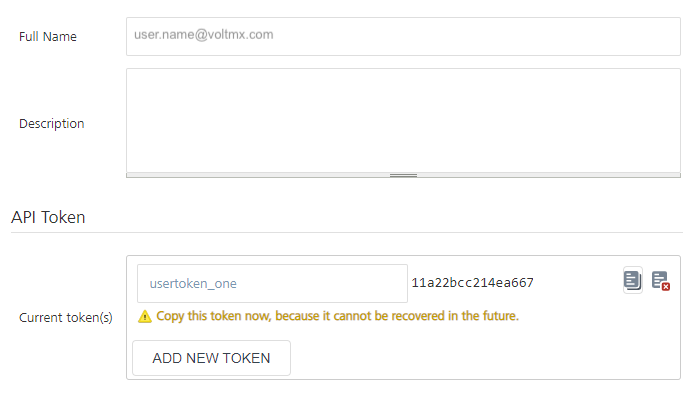 Full Name
user.name@voltmx.com
Description
API Token
Current token(s)
usertoken_one 11a22bcc214ea667
Copy this token now, because it cannot be recovered in the future.
ADD NEW TOKEN